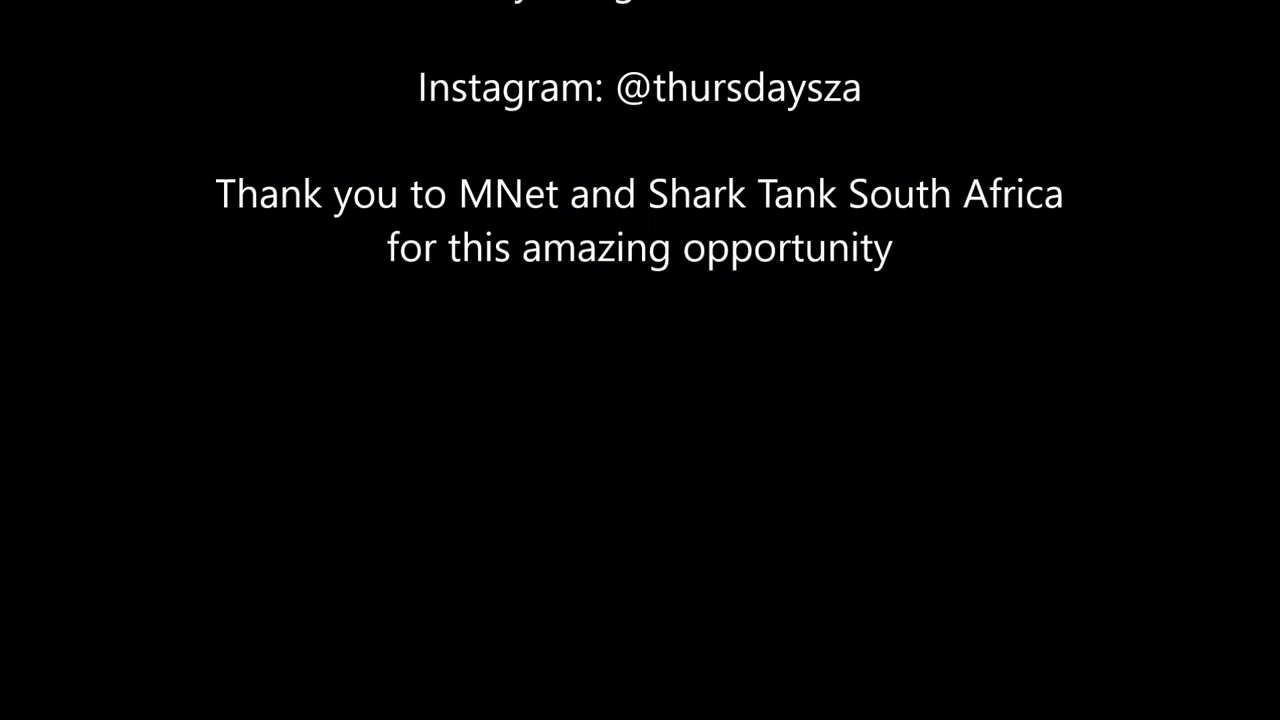 Instagram: @thursdaysza
Thank you to MNet and Shark Tank South Africa
for this amazing opportunity